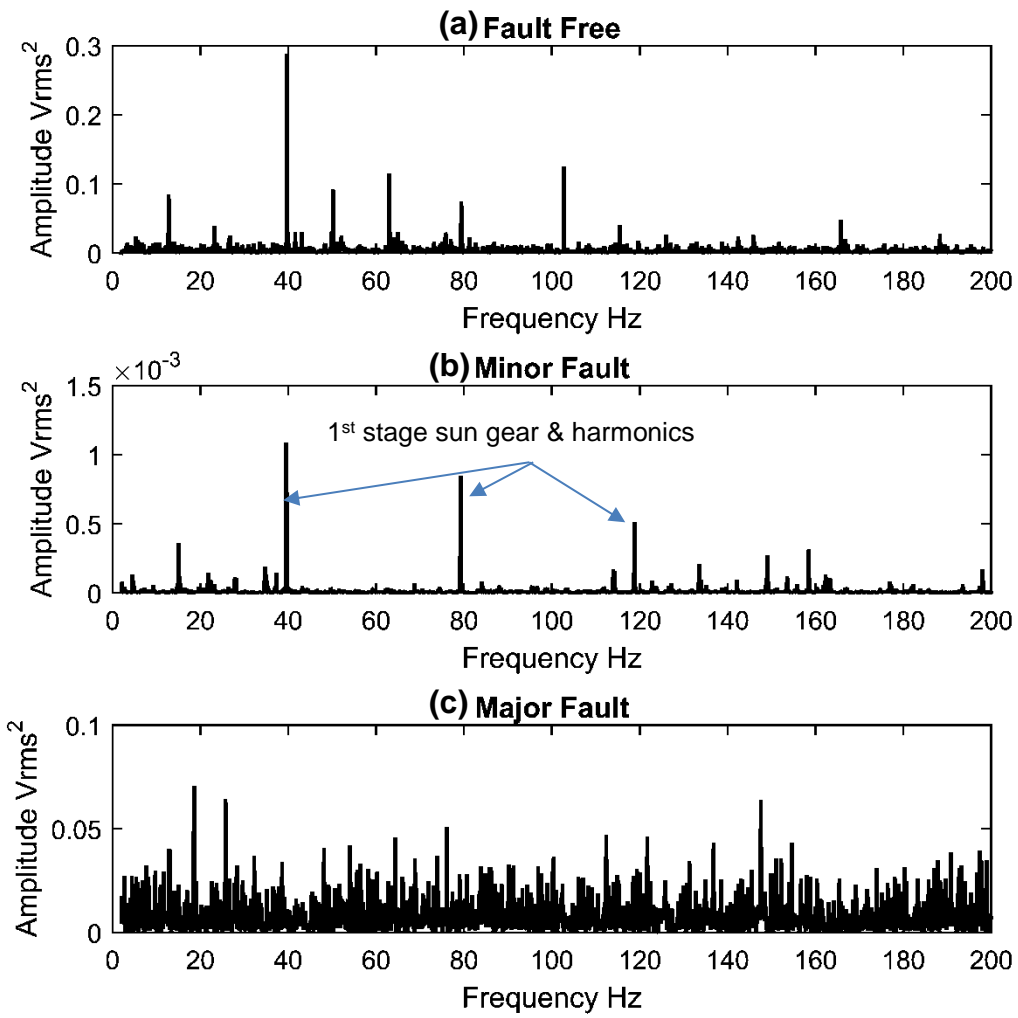 (a) Fault Free
Amplitude Vrms²
0.3
0.2
0.1
0
0 20 40 60 80 100 120 140 160 180 200
Frequency Hz
(b) Minor Fault
×10⁻³
Amplitude Vrms²
1.5
1
0.5
0
1ˢᵗ stage sun gear & harmonics
0 20 40 60 80 100 120 140 160 180 200
Frequency Hz
(c) Major Fault
Amplitude Vrms²
0.1
0.05
0
0 20 40 60 80 100 120 140 160 180 200
Frequency Hz